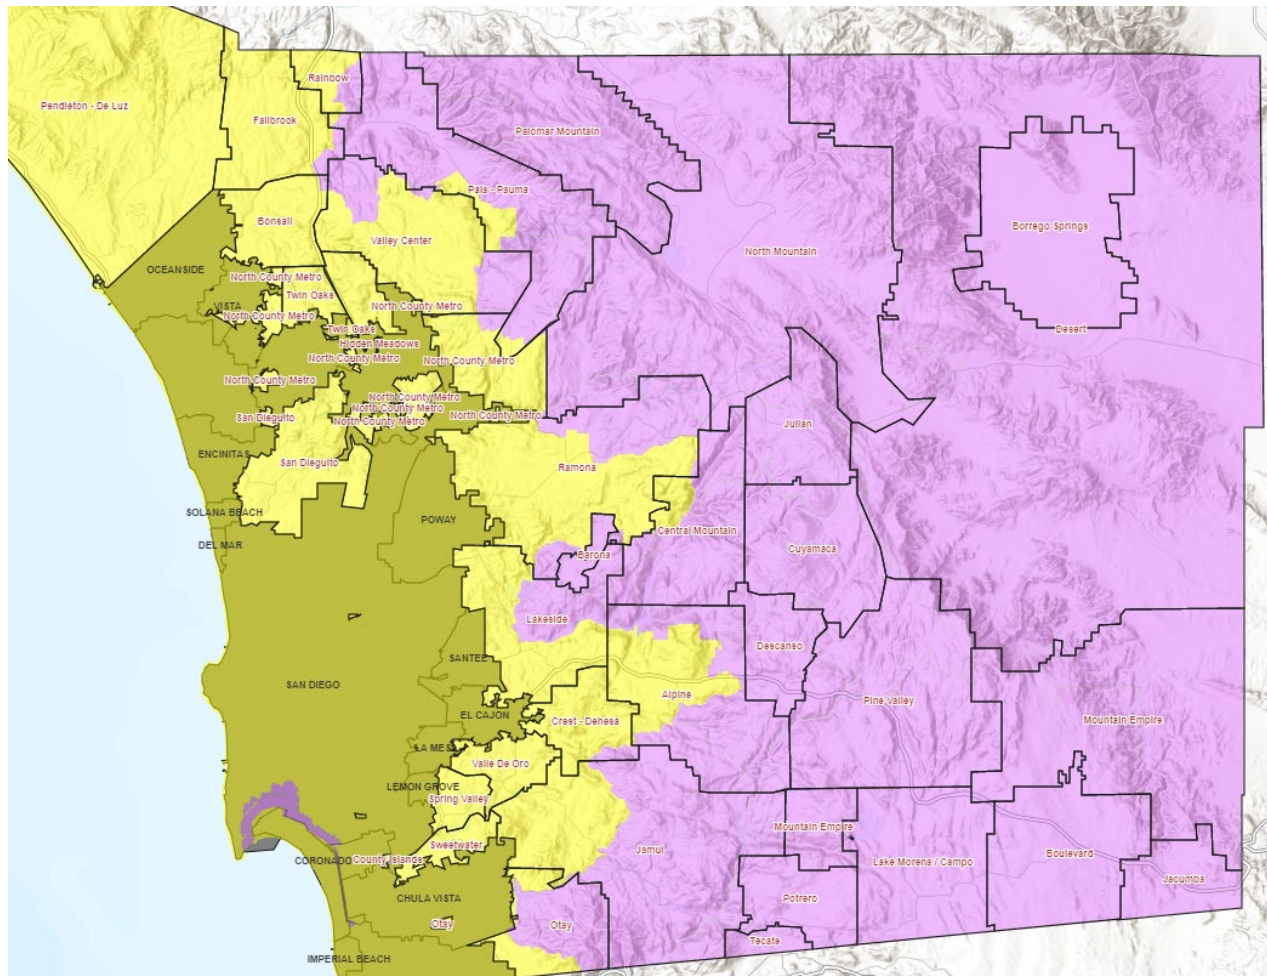 Rainbow
Pendleton - De Luz
Fallbrook
Palomar Mountain
Pala - Pauma
Bonsall
Borrego Springs
Valley Center
North Mountain
OCEANSIDE
North County Metro
Twin Oaks
VISTA
North County Metro
North County Metro
Twin Oaks
Desert
Hidden Meadows
North County Metro
North County Metro
North County Metro
North County Metro
North County Metro
San Dieguito
North County Metro
North County Metro
Julian
ENCINITAS
San Dieguito
Ramona
SOLANA BEACH
POWAY
Central Mountain
DEL MAR
Cuyamaca
Barona
Lakeside
Descanso
SANTEE
SAN DIEGO
Alpine
Pine Valley
EL CAJON
Crest - Dehesa
Mountain Empire
LA MES
Valle De Oro
LEMON GROVE
Spring Valley
Mountain Empire
Sweetwater
Jamul
Boulevard
CORONADO
County Islands
Lake Morena / Campo
Jacumba
CHULA VISTA
Potrero
Otay
Otay
Tecate
IMPERIAL BEACH